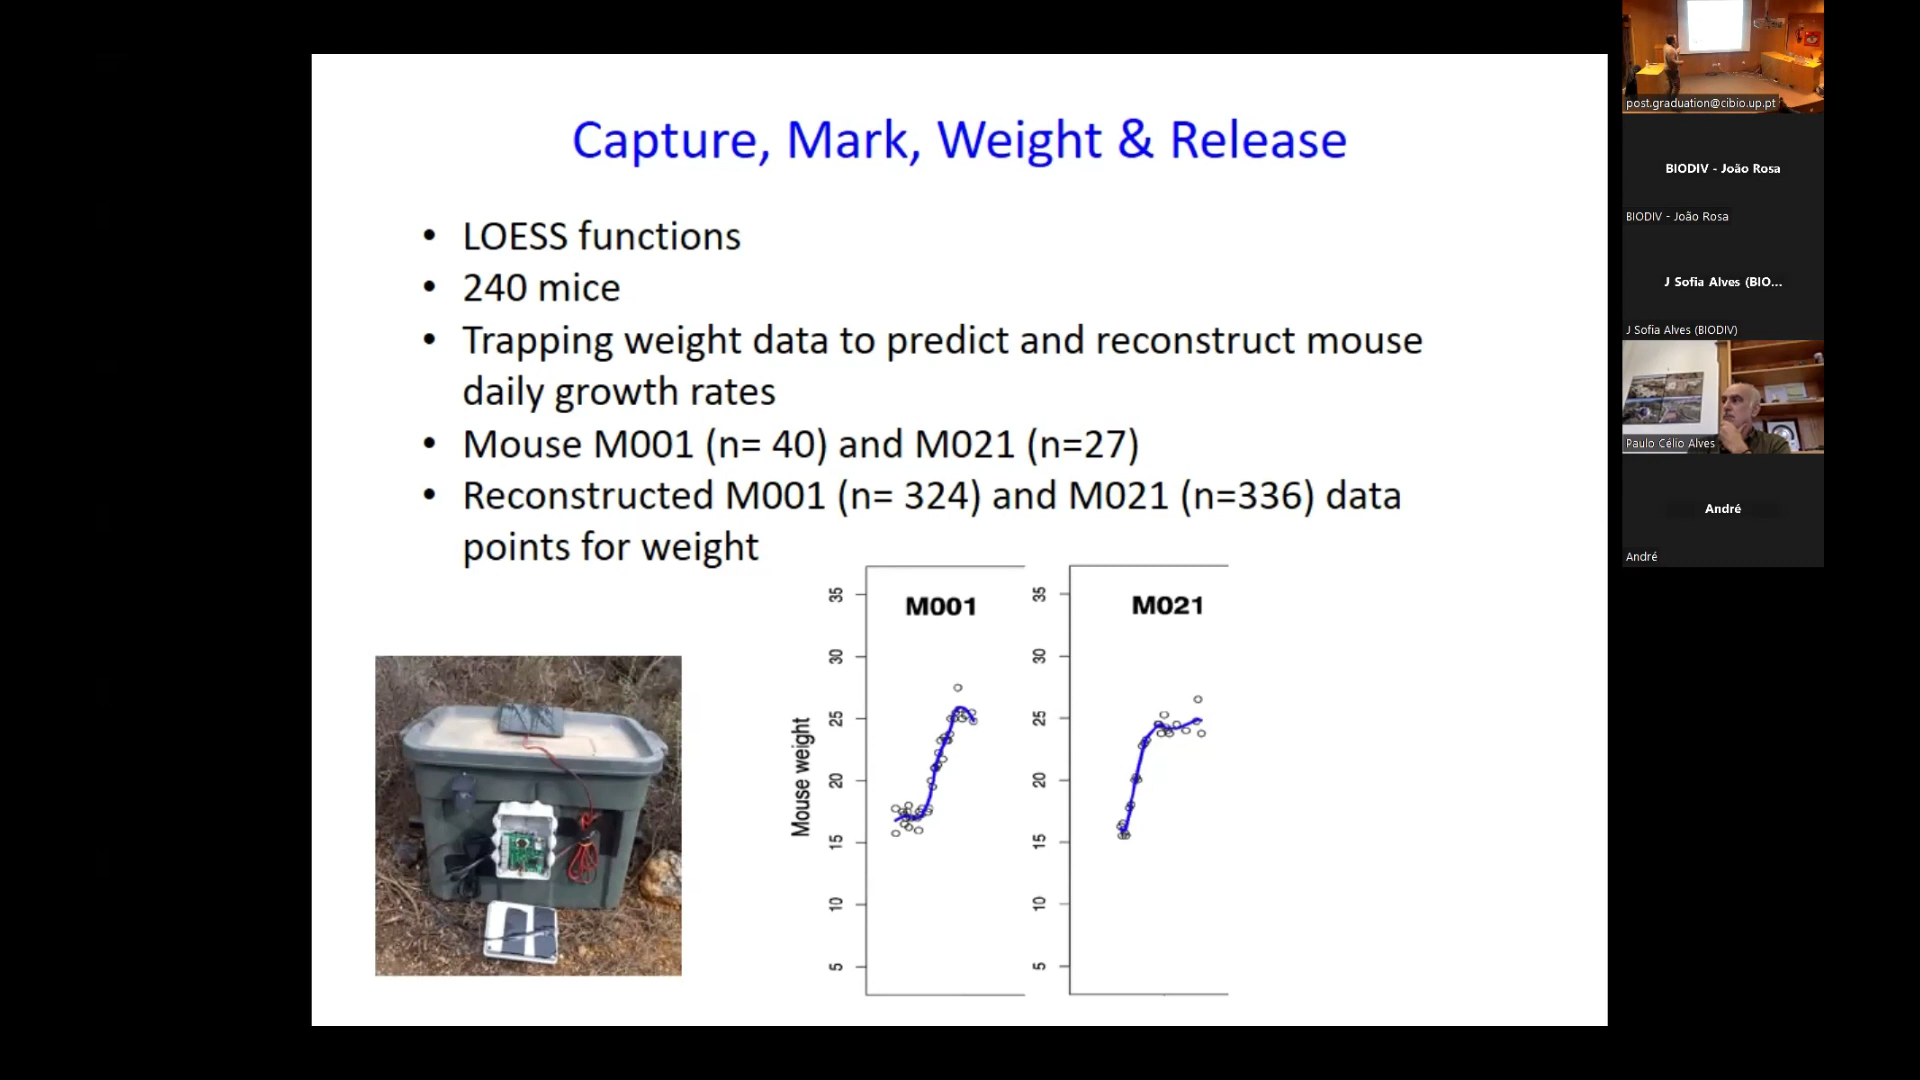 Capture, Mark, Weight & Release
• LOESS functions
• 240 mice
• Trapping weight data to predict and reconstruct mouse
daily growth rates
• Mouse M001 (n= 40) and M021 (n=27)
• Reconstructed M001 (n= 324) and M021 (n=336) data
points for weight
Mouse weight
35
30
25
20
15
10
5
M001
35
30
25
20
15
10
5
M021
post.graduation@cibio.up.pt
BIODIV - João Rosa
BIODIV - João Rosa
J Sofia Alves (BIO...
J Sofia Alves (BIODIV)
Paulo Célio Alves
André
André